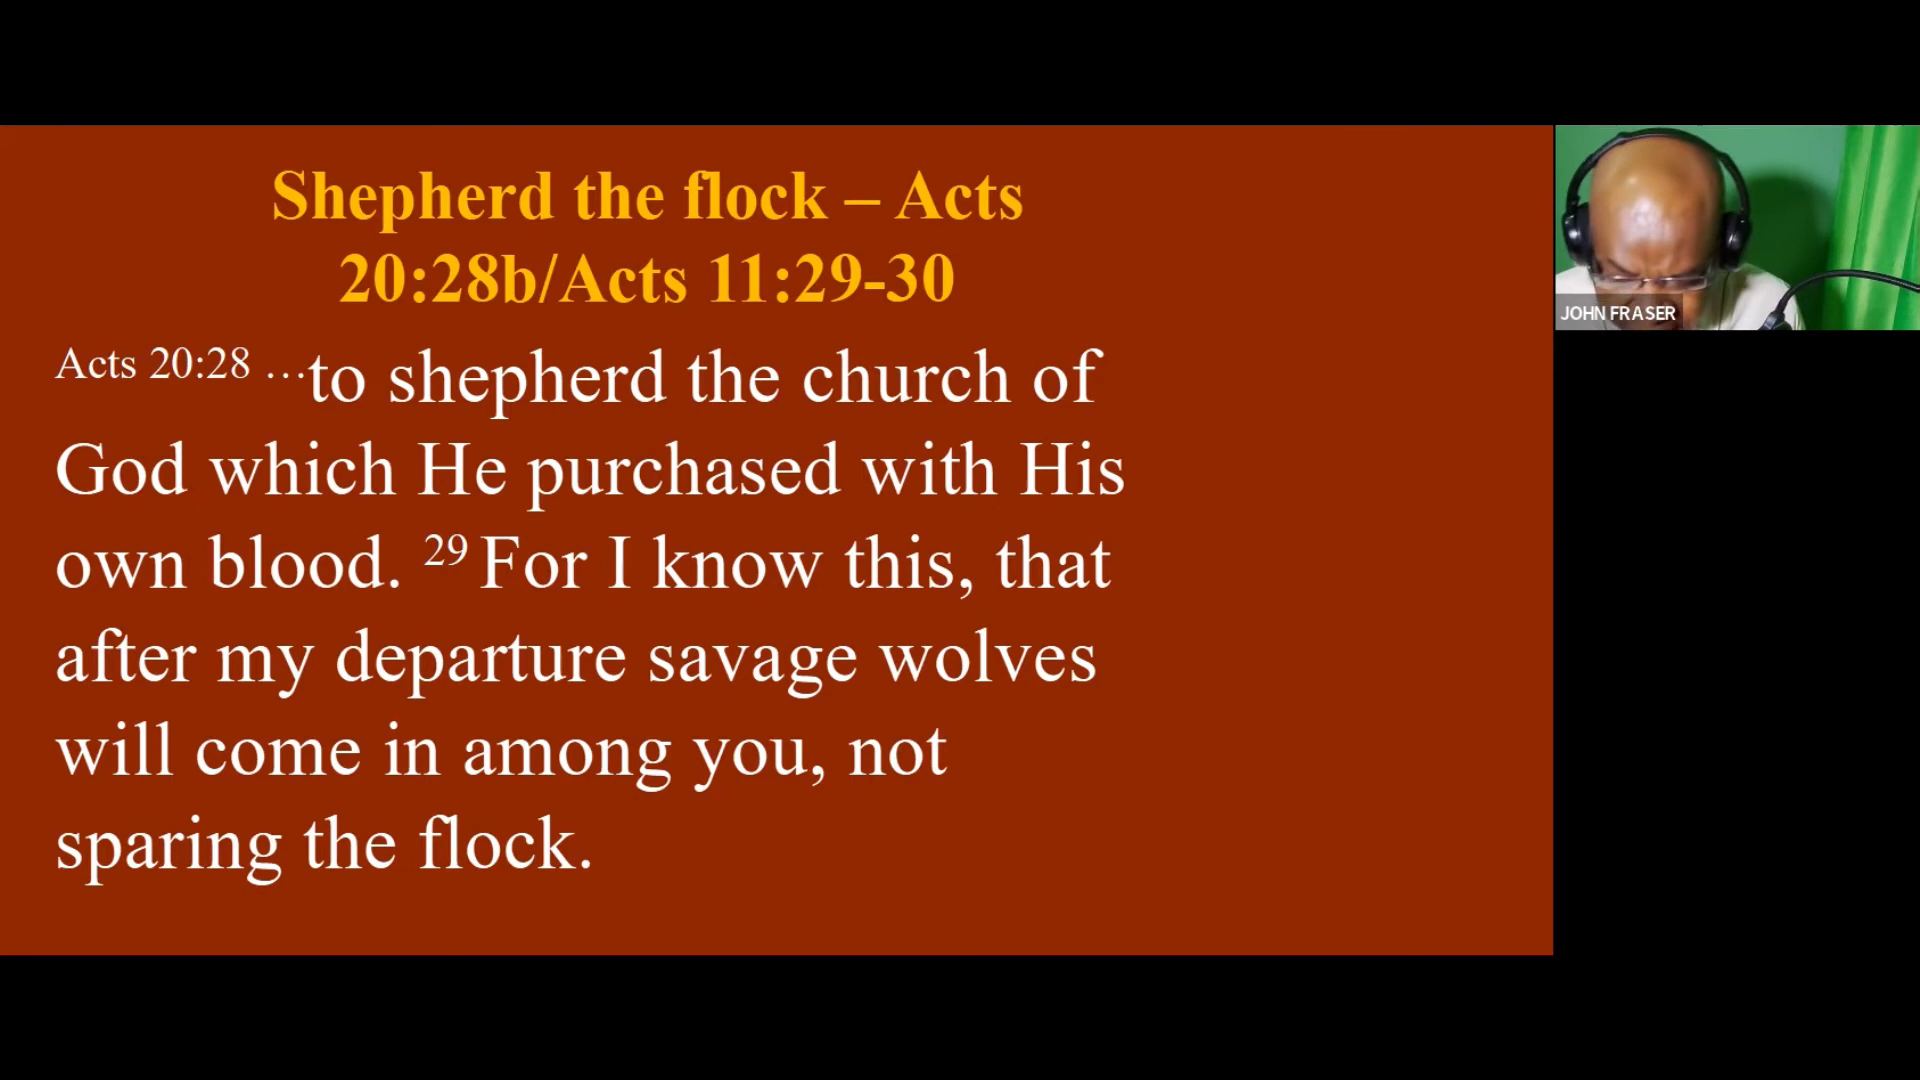 Shepherd the flock – Acts
20:28b/Acts 11:29-30
Acts 20:28 …to shepherd the church of
God which He purchased with His
own blood. 29 For I know this, that
after my departure savage wolves
will come in among you, not
sparing the flock.
JOHN FRASER